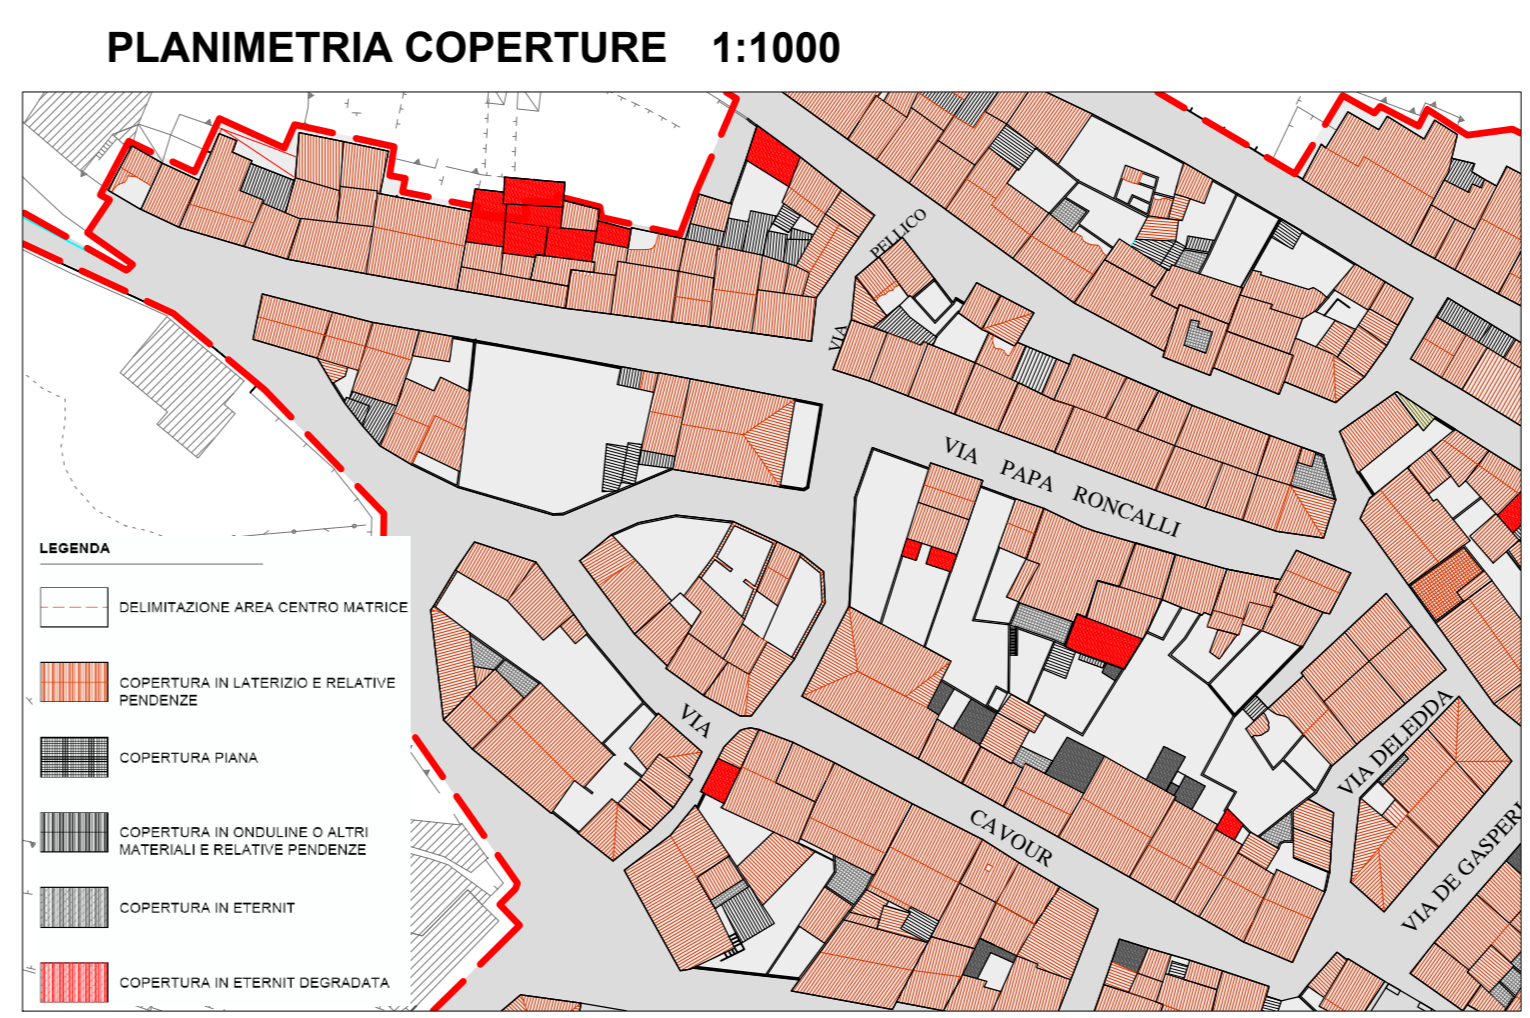 PLANIMETRIA COPERTURE 1:1000
PELLICO
VIA
VIA PAPA RONCALLI
VIA
CAVOUR
VIA DELEDDA
VIA DE GASPERI
LEGENDA
DELIMITAZIONE AREA CENTRO MATRICE
COPERTURA IN LATERIZIO E RELATIVE
PENDENZE
COPERTURA PIANA
COPERTURA IN ONDULINE O ALTRI
MATERIALI E RELATIVE PENDENZE
COPERTURA IN ETERNIT
COPERTURA IN ETERNIT DEGRADATA